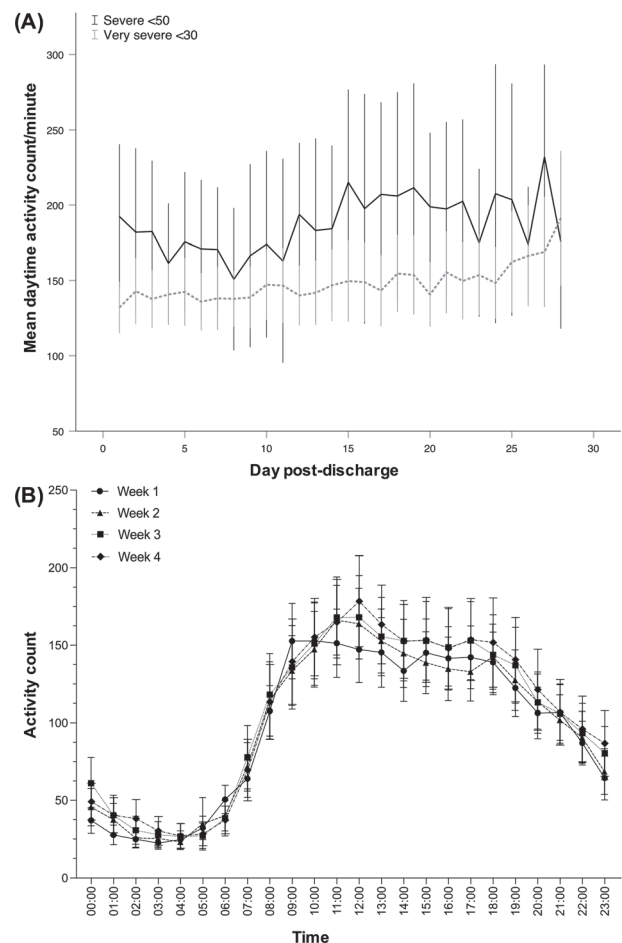 (A)
Severe <50
Very severe <30
300
250
200
150
100
50
Mean daytime activity count/minute
0 5 10 15 20 25 30
Day post-discharge
(B)
Week 1
Week 2
Week 3
Week 4
250
200
150
100
50
0
Activity count
00:00 01:00 02:00 03:00 04:00 05:00 06:00 07:00 08:00 09:00 10:00 11:00 12:00 13:00 14:00 15:00 16:00 17:00 18:00 19:00 20:00 21:00 22:00 23:00
Time